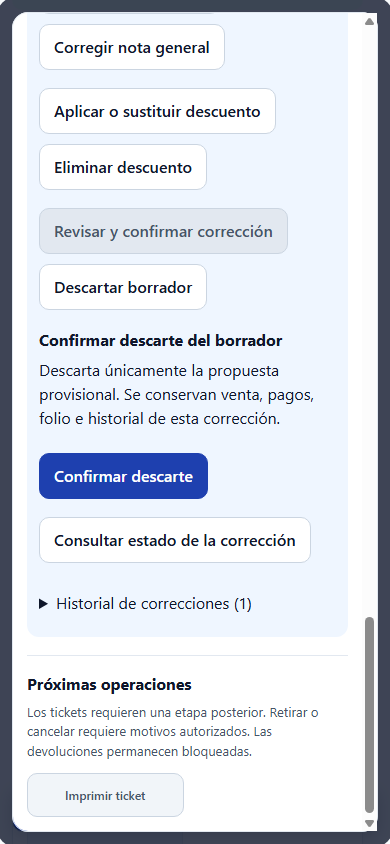 Corregir nota general
Aplicar o sustituir descuento
Eliminar descuento
Revisar y confirmar corrección
Descartar borrador
Confirmar descarte del borrador
Descarta únicamente la propuesta
provisional. Se conservan venta, pagos,
folio e historial de esta corrección.
Confirmar descarte
Consultar estado de la corrección
Historial de correcciones (1)
Próximas operaciones
Los tickets requieren una etapa posterior. Retirar o
cancelar requiere motivos autorizados. Las
devoluciones permanecen bloqueadas.
Imprimir ticket